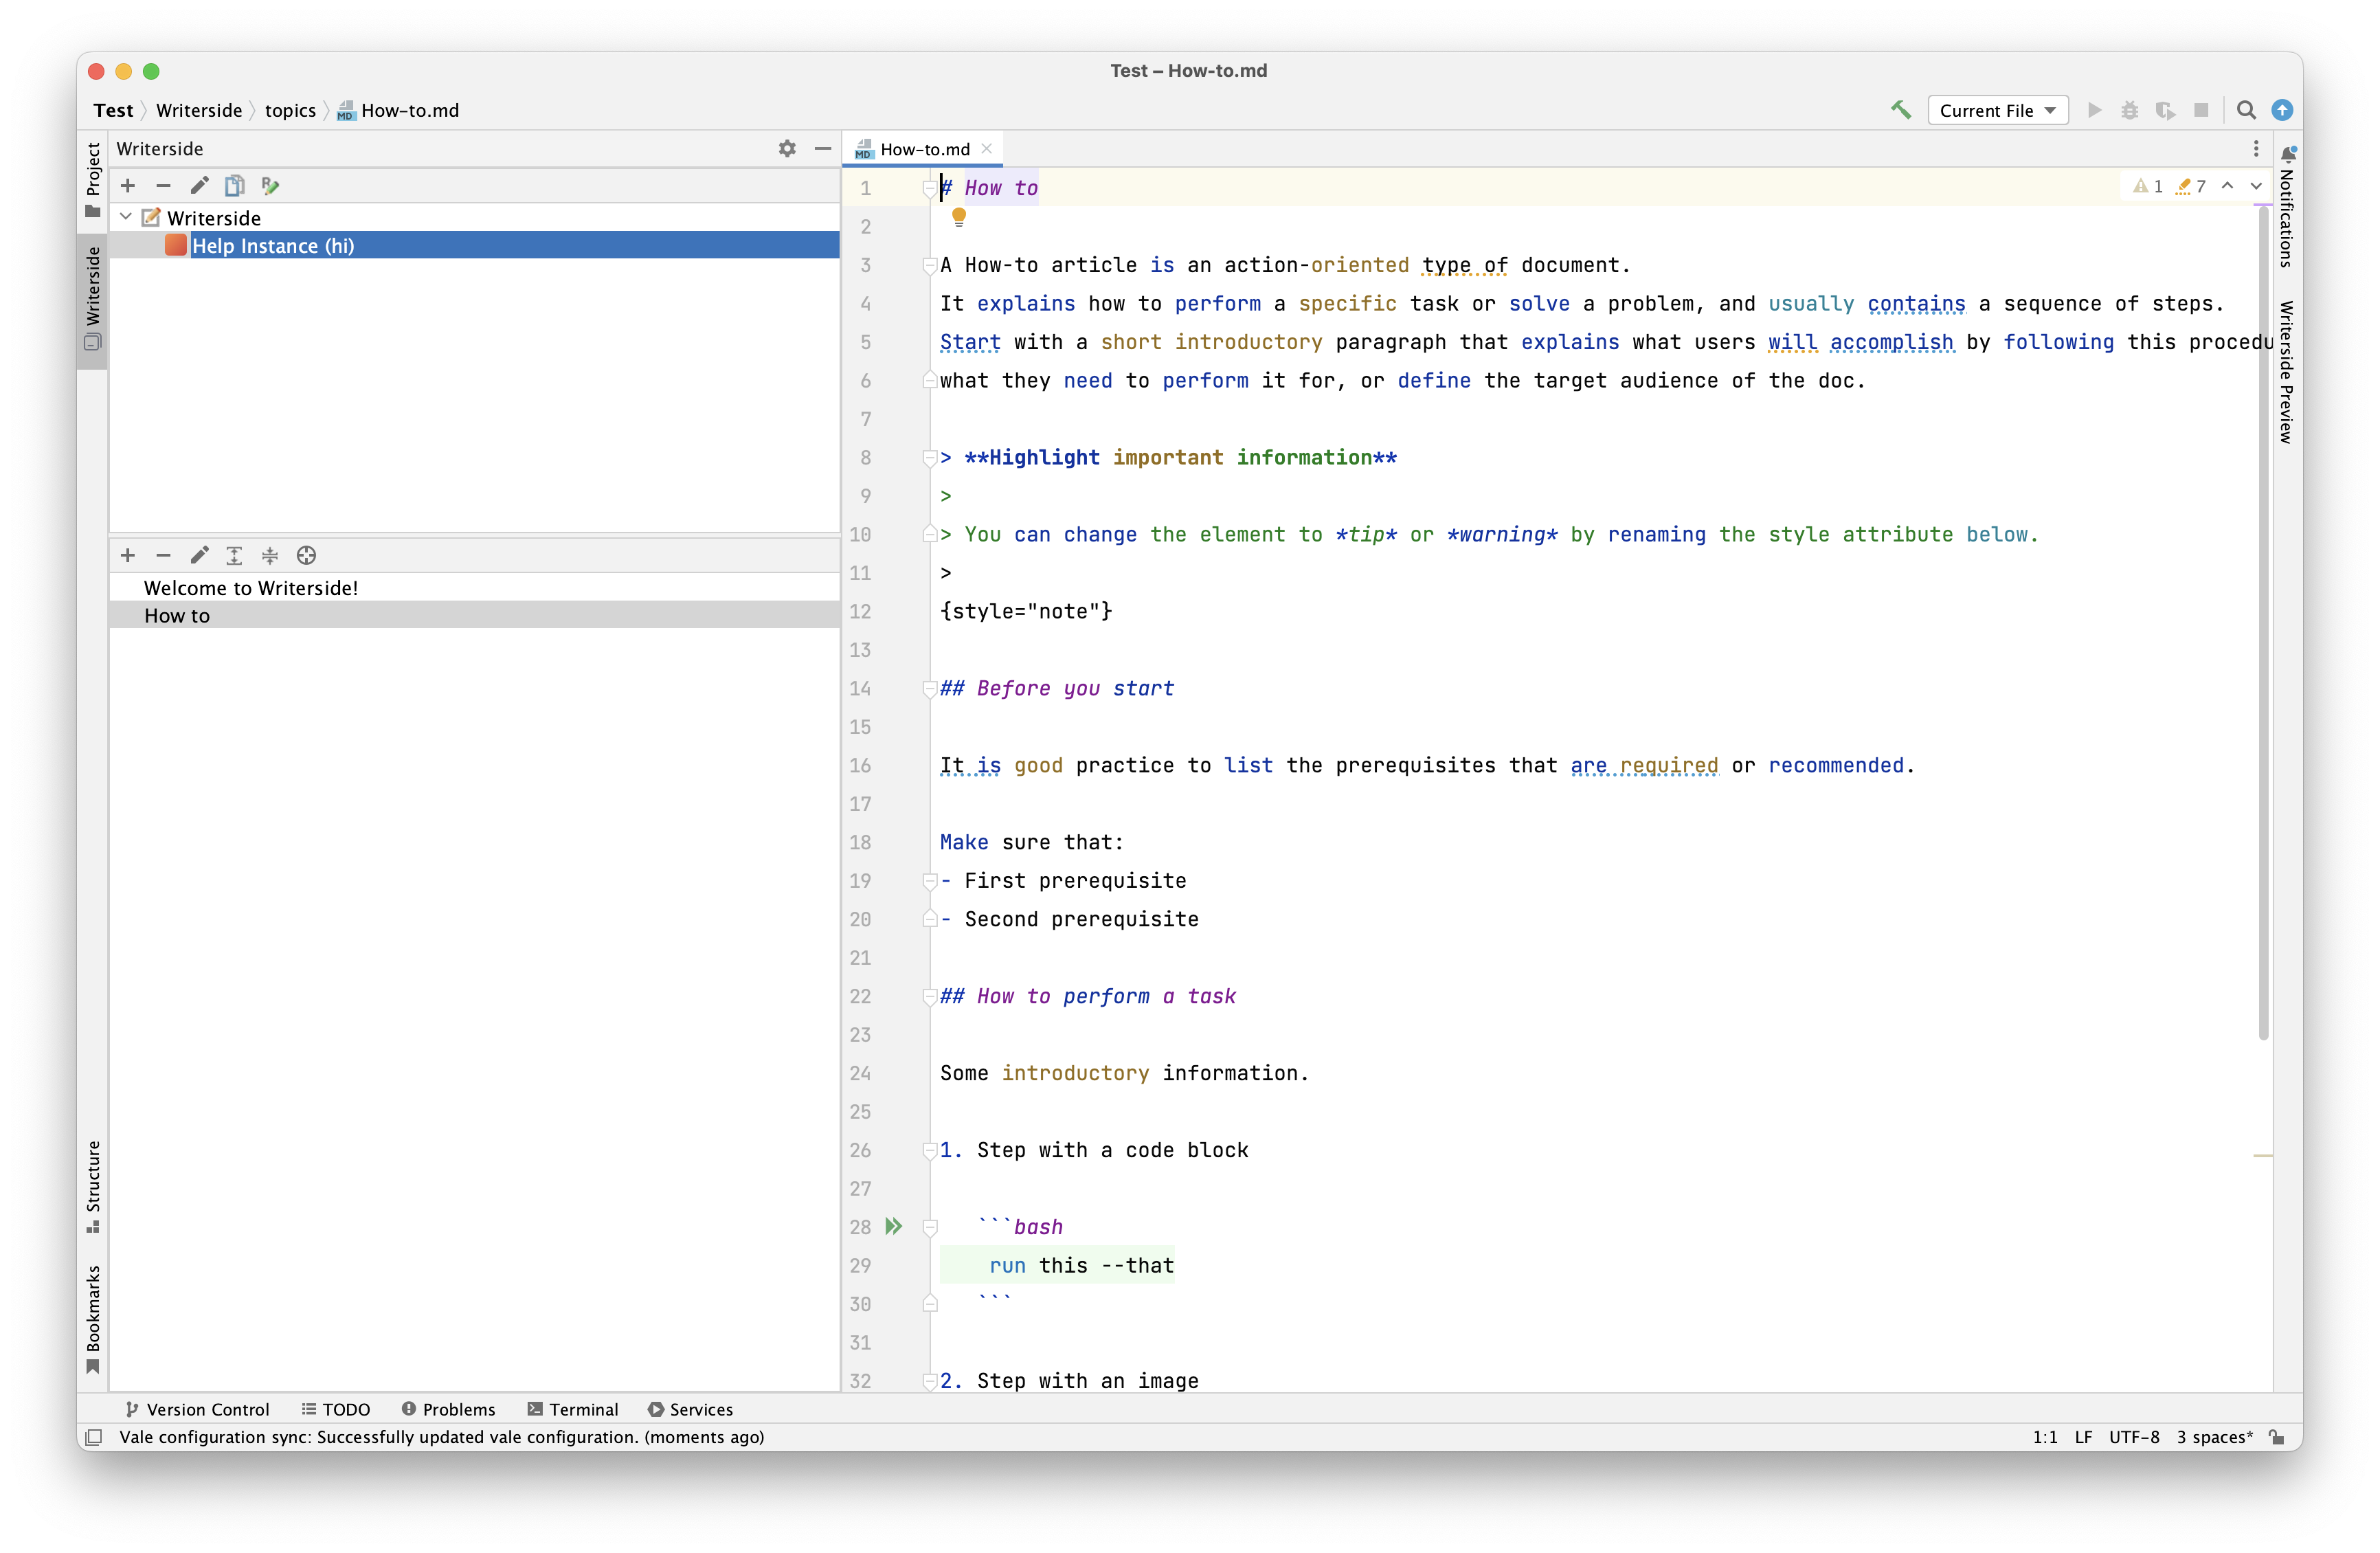 Test – How-to.md
Test Writerside topics How-to.md
Current File
Project
Writerside
Structure
Bookmarks
Writerside
Writerside
Help Instance (hi)
Welcome to Writerside!
How to
How-to.md
1 7
1 # How to
2
3 A How-to article is an action-oriented type of document.
4 It explains how to perform a specific task or solve a problem, and usually contains a sequence of steps.
5 Start with a short introductory paragraph that explains what users will accomplish by following this procedu
6 what they need to perform it for, or define the target audience of the doc.
7
8 > **Highlight important information**
9 >
10 > You can change the element to *tip* or *warning* by renaming the style attribute below.
11 >
12 {style="note"}
13
14 ## Before you start
15
16 It is good practice to list the prerequisites that are required or recommended.
17
18 Make sure that:
19 - First prerequisite
20 - Second prerequisite
21
22 ## How to perform a task
23
24 Some introductory information.
25
26 1. Step with a code block
27
28 ```bash
29 run this --that
30 ```
31
32 2. Step with an image
Notifications
Writerside Preview
Version Control TODO Problems Terminal Services
Vale configuration sync: Successfully updated vale configuration. (moments ago)
1:1 LF UTF-8 3 spaces*